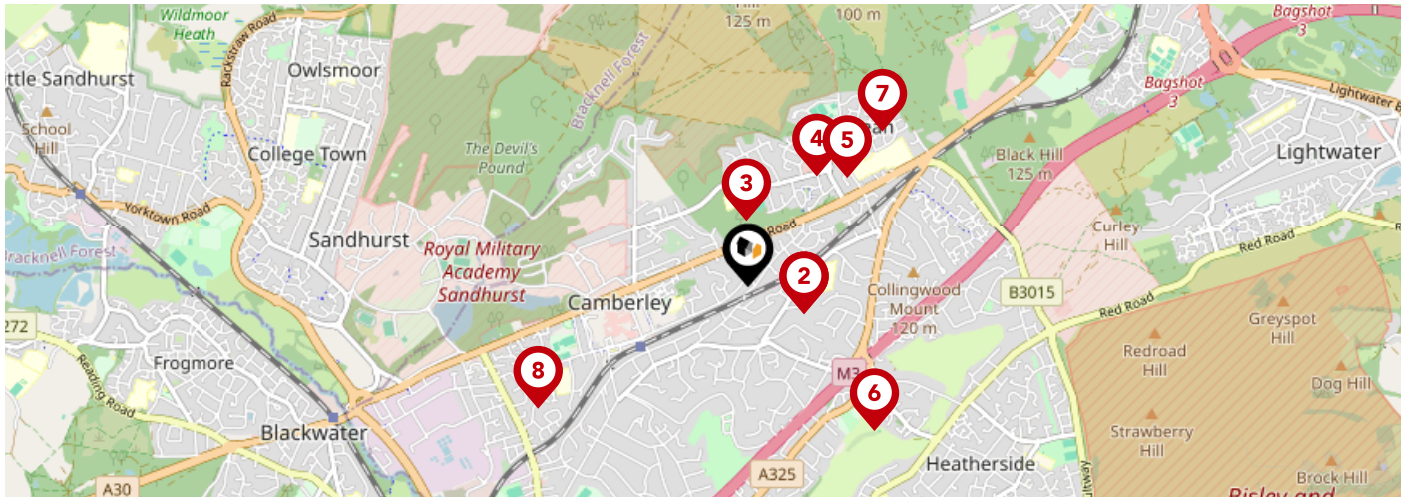 Wildmoor
Heath
Rackstraw Road
Owlsmoor
ttle Sandhurst
School
Hill
College Town
The Devil's
Pound
Bracknell Forest
125 m
100 m
Bagshot
3
Bagshot
3
Lightwater B
Lightwater
Black Hill
125 m
7
4
5
3
2
8
6
Yorktown Road
Sandhurst
Bracknell Forest
Royal Military
Academy
Sandhurst
Camberley
Road
Curley
Hill
Red Road
Collingwood
Mount
120 m
B3015
Red Road
Greyspot
Hill
Redroad
Hill
Dog Hill
Strawberry
Hill
Brock Hill
Bisley and
272
Frogmore
Reading Road
Blackwater
A30
M3
A325
Heatherside